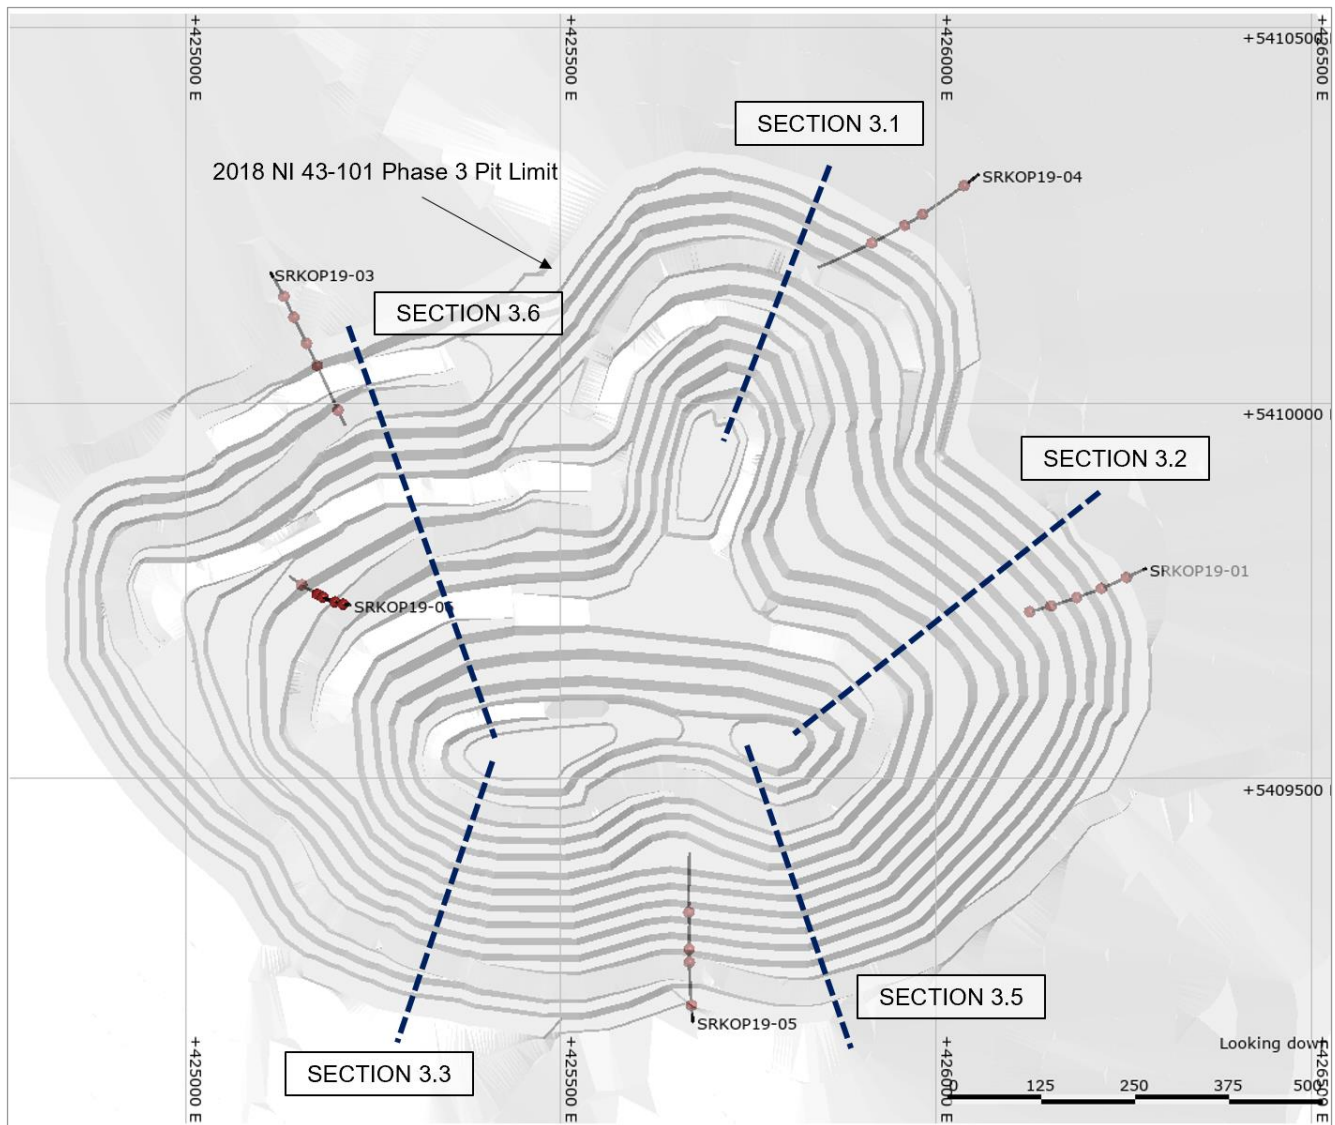 +425000 E
+425500 E
+426000 E
+426500 E
+5410500
SECTION 3.1
2018 NI 43-101 Phase 3 Pit Limit
SRKOP19-04
SRKOP19-03
SECTION 3.6
+5410000
SECTION 3.2
SRKOP19-01
SRKOP19-06
+5409500
SECTION 3.5
SRKOP19-05
Looking down
SECTION 3.3
+425000 E
+425500 E
+426000 E
+426500 E
0 125 250 375 500